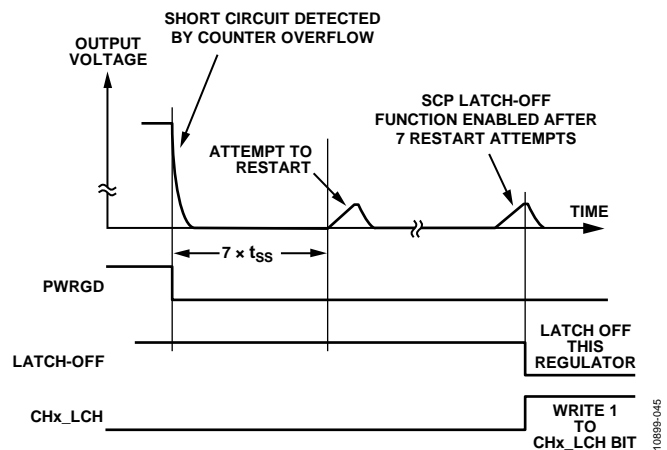 SHORT CIRCUIT DETECTED
BY COUNTER OVERFLOW
OUTPUT
VOLTAGE
SCP LATCH-OFF
FUNCTION ENABLED AFTER
7 RESTART ATTEMPTS
ATTEMPT TO
RESTART
TIME
7 × tSS
PWRGD
LATCH-OFF
LATCH OFF
THIS
REGULATOR
CHx_LCH
WRITE 1
TO
CHx_LCH BIT
10899-045